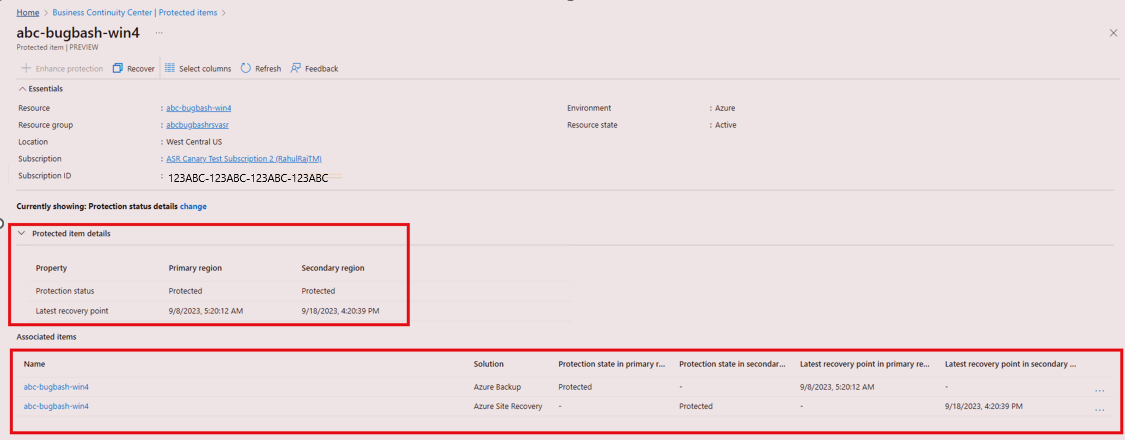 Home > Business Continuity Center | Protected items >
abc-bugbash-win4 ...
Protected item | PREVIEW
Enhance protection Recover Select columns Refresh Feedback
Essentials
Resource : abc-bugbash-win4 Environment : Azure
Resource group : abcbugbashrsvasr Resource state : Active
Location : West Central US
Subscription : ASR Canary Test Subscription 2 (RahulRajTM)
Subscription ID : 123ABC-123ABC-123ABC-123ABC
Currently showing: Protection status details change
Protected item details
Property Primary region Secondary region
Protection status Protected Protected
Latest recovery point 9/8/2023, 5:20:12 AM 9/18/2023, 4:20:39 PM
Associated items
Name Solution Protection state in primary r... Protection state in secondar... Latest recovery point in primary re... Latest recovery point in secondary ...
abc-bugbash-win4 Azure Backup Protected - 9/8/2023, 5:20:12 AM - ...
abc-bugbash-win4 Azure Site Recovery - Protected - 9/18/2023, 4:20:39 PM ...